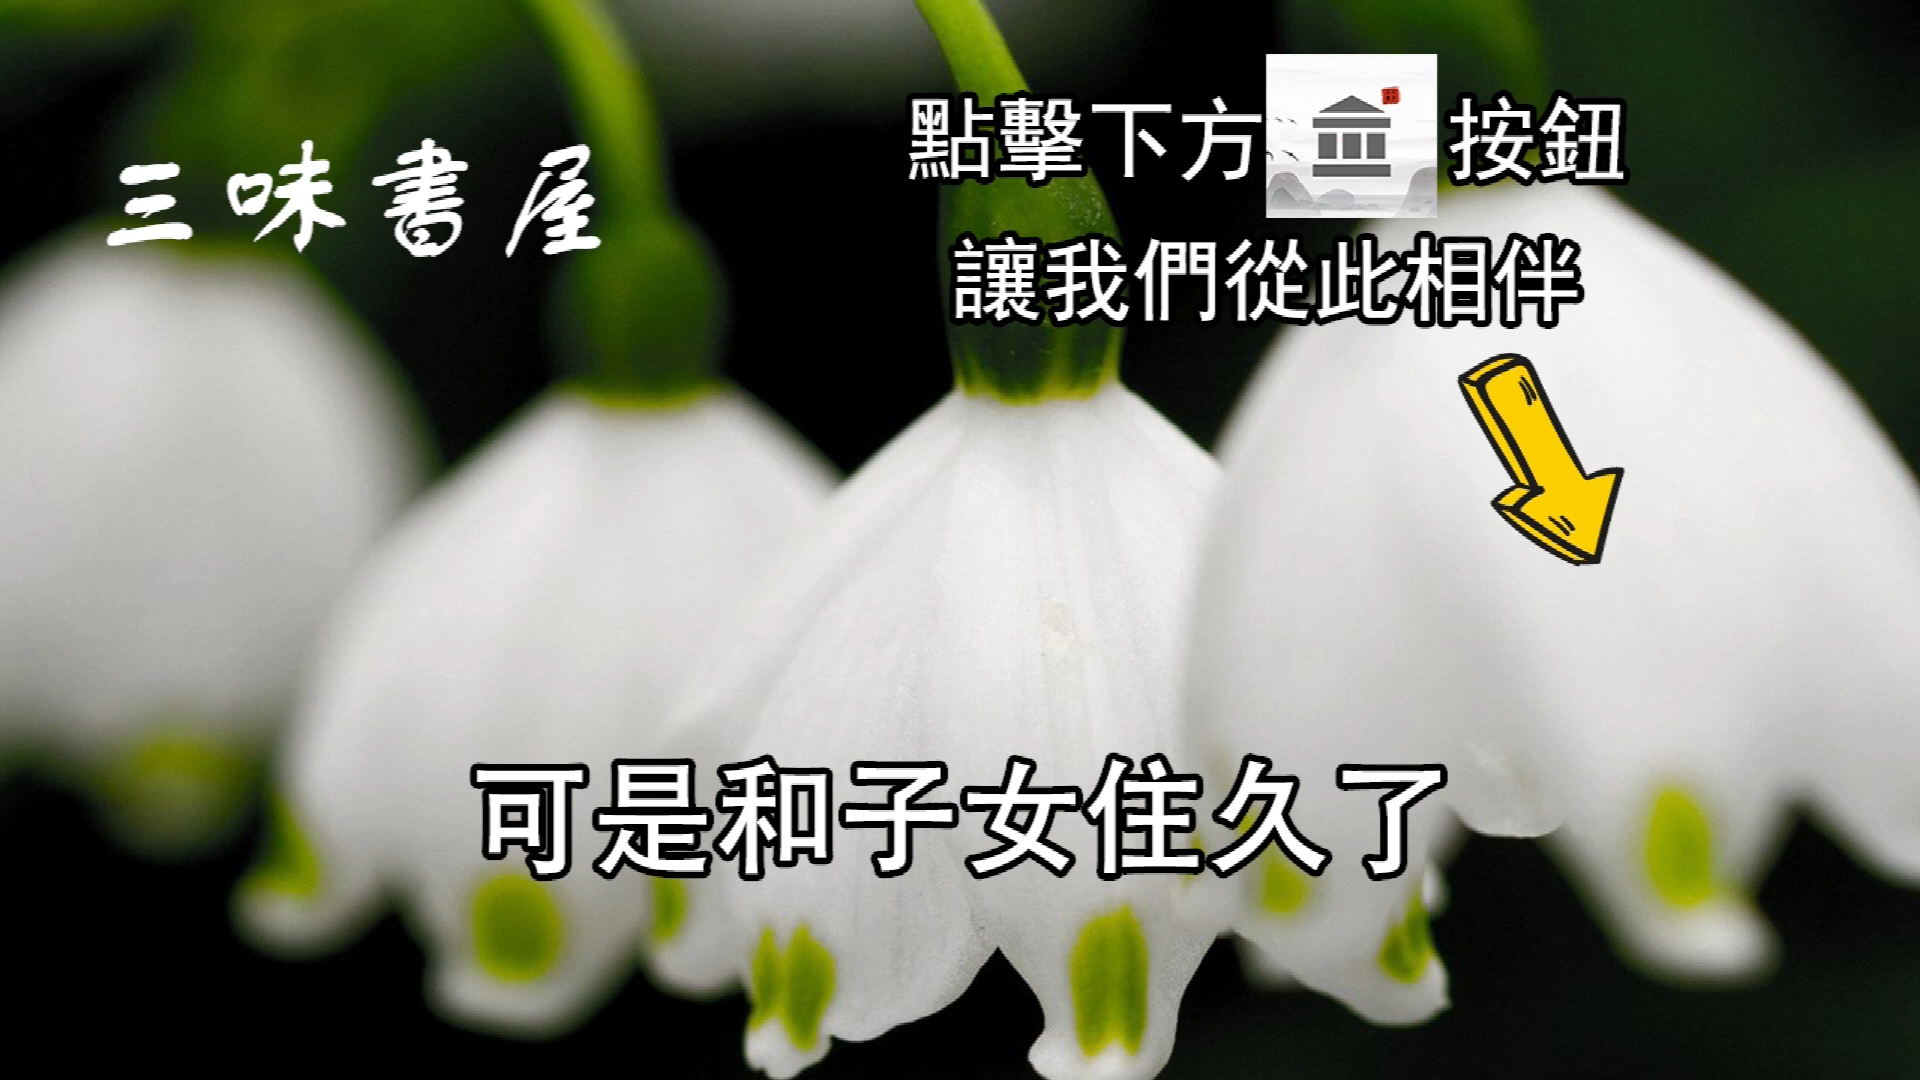 三味書屋
點擊下方按鈕
讓我們從此相伴
可是和子女住久了